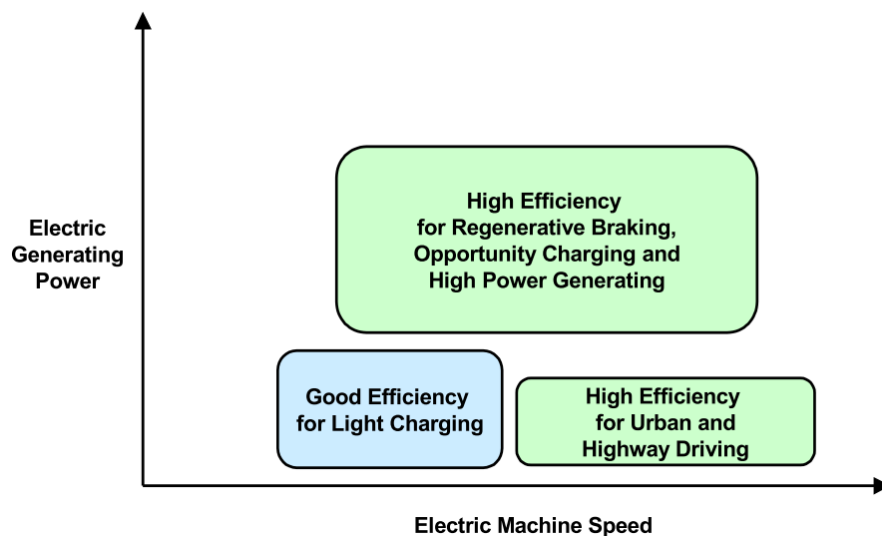 High Efficiency
for Regenerative Braking,
Opportunity Charging and
High Power Generating
Electric
Generating
Power
Good Efficiency
for Light Charging
High Efficiency
for Urban and
Highway Driving
Electric Machine Speed